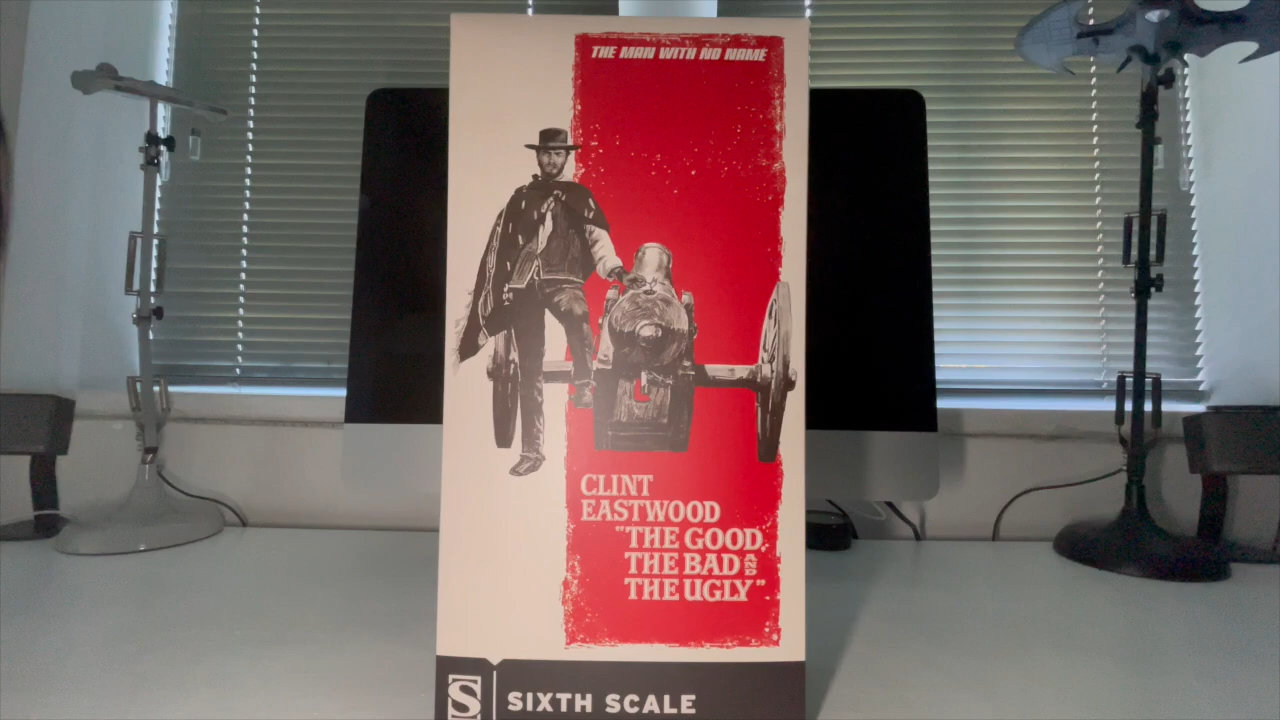 THE MAN WITH NO NAME
CLINT
EASTWOOD
"THE GOOD,
THE BAD AND
THE UGLY"
S SIXTH SCALE